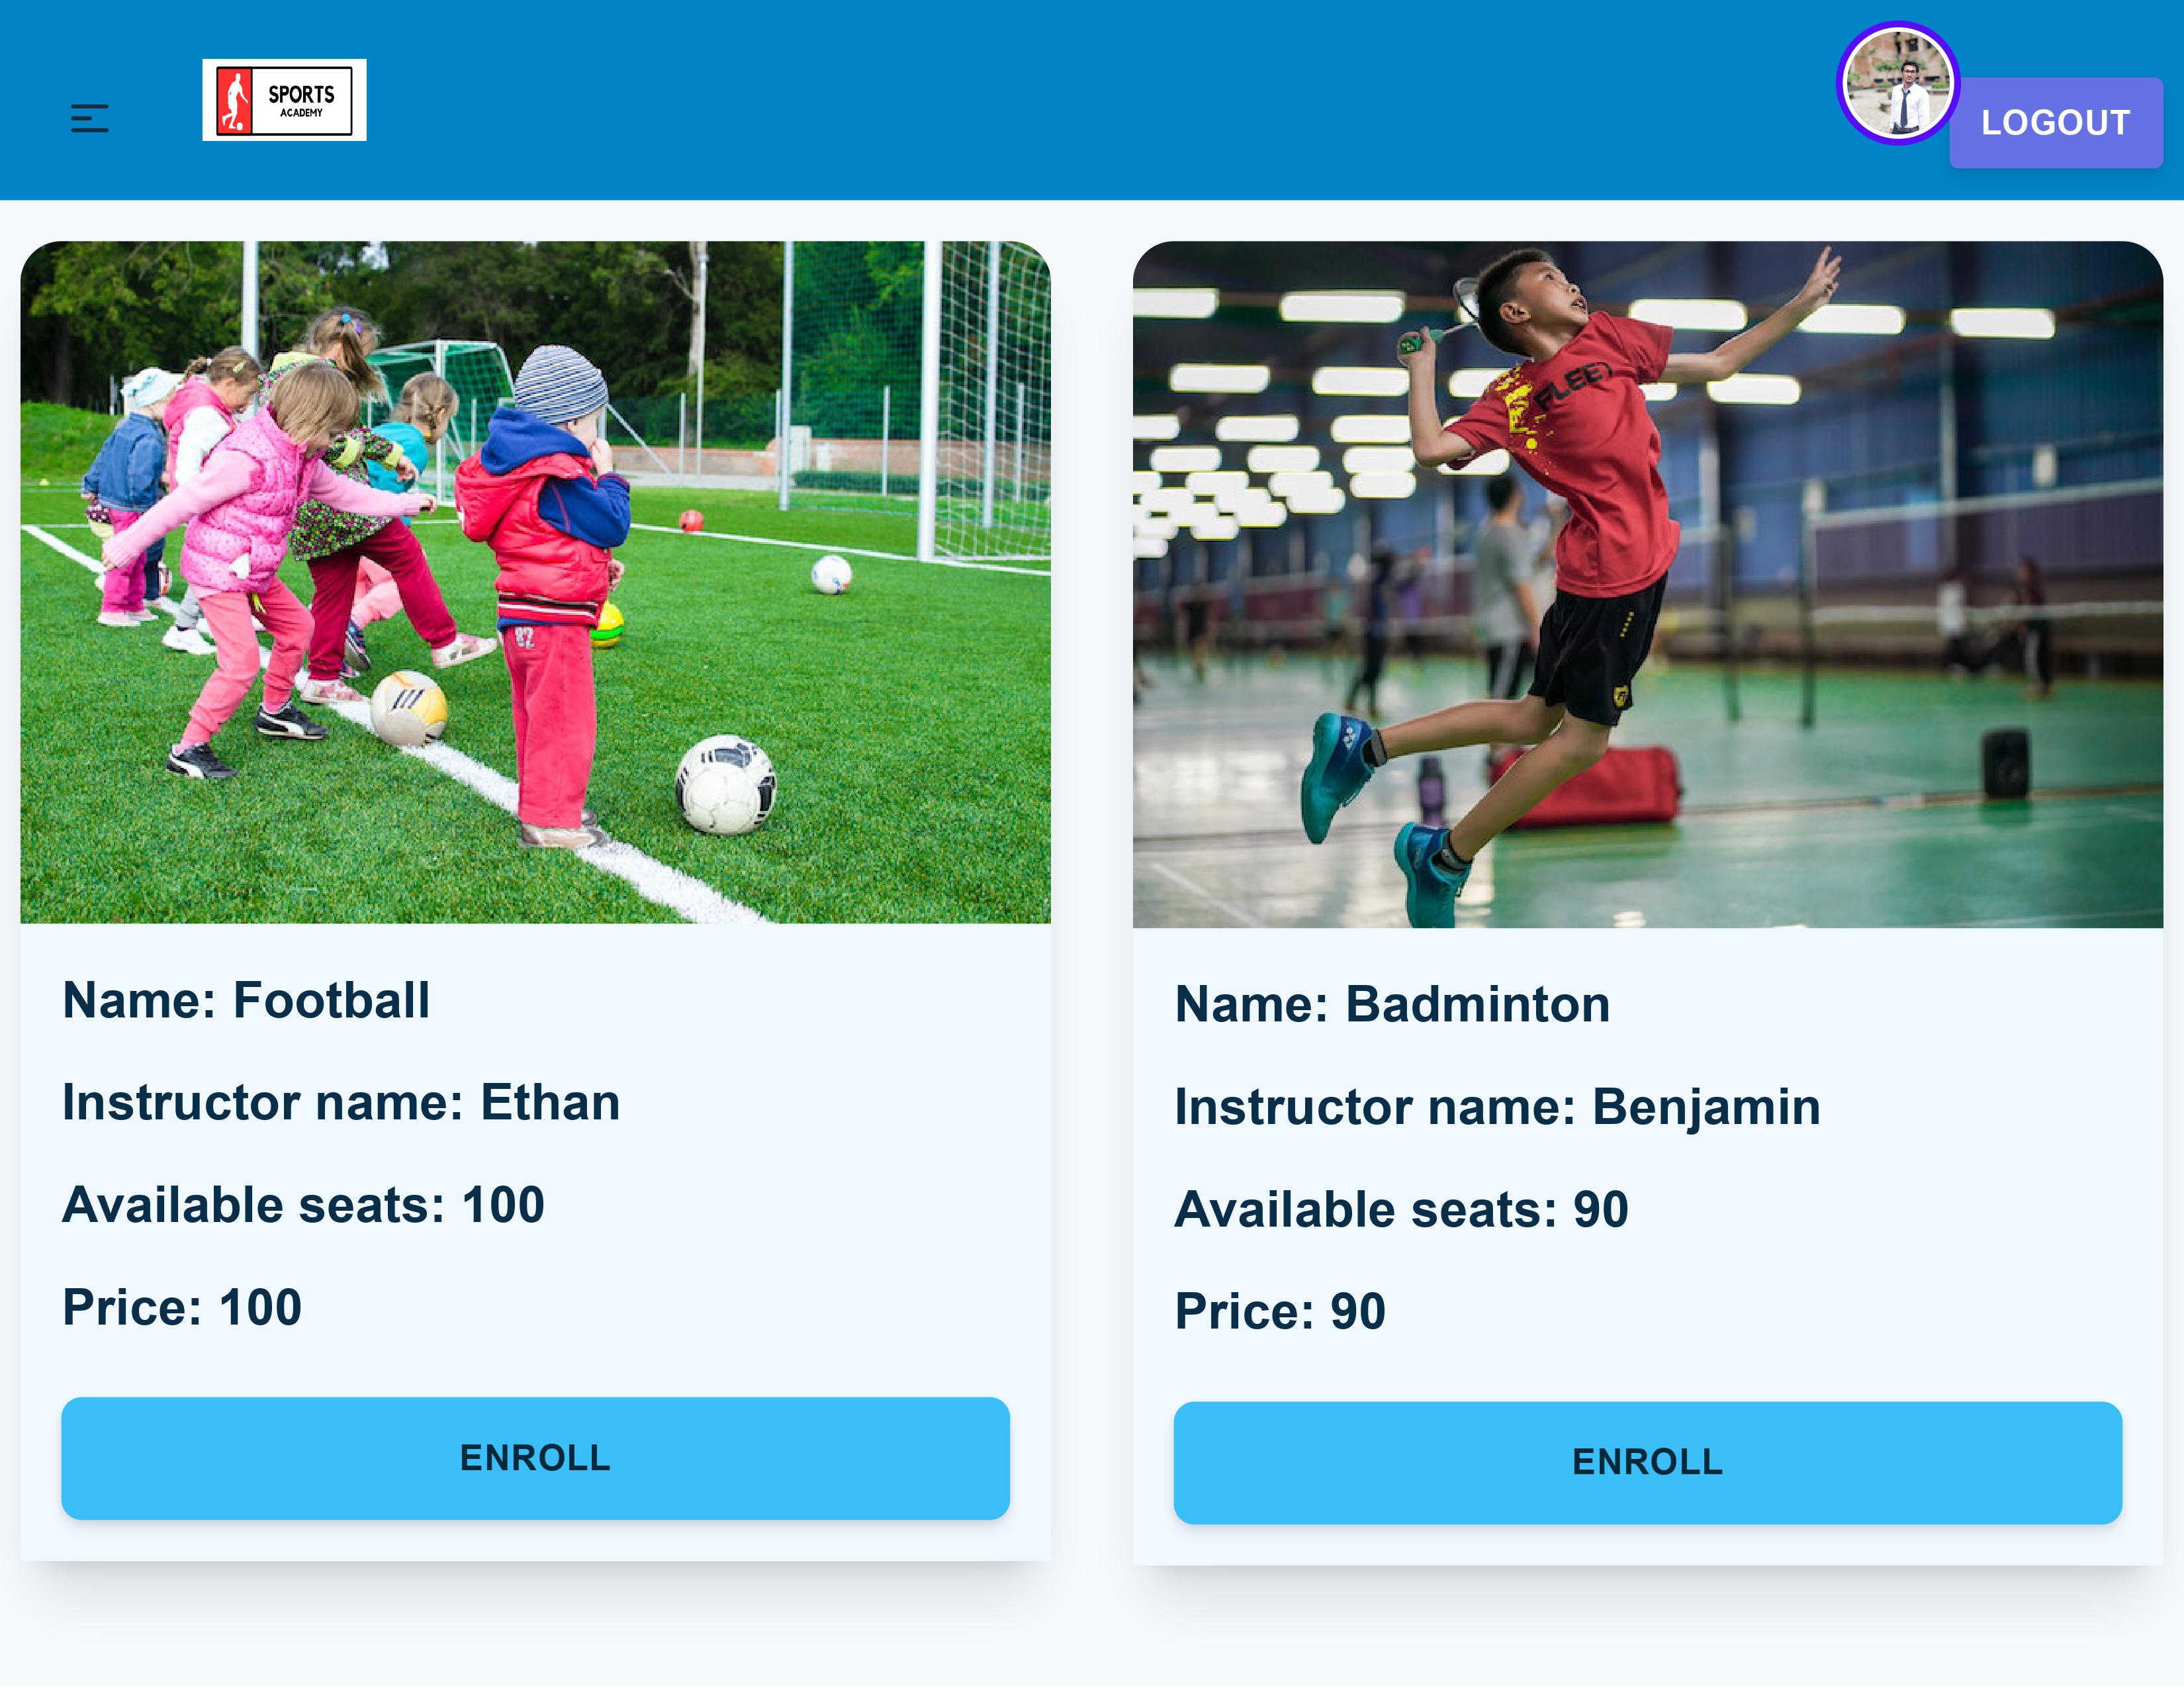 SPORTS
ACADEMY
LOGOUT
82
Name: Football
Instructor name: Ethan
Available seats: 100
Price: 100
ENROLL
FLEET
Name: Badminton
Instructor name: Benjamin
Available seats: 90
Price: 90
ENROLL